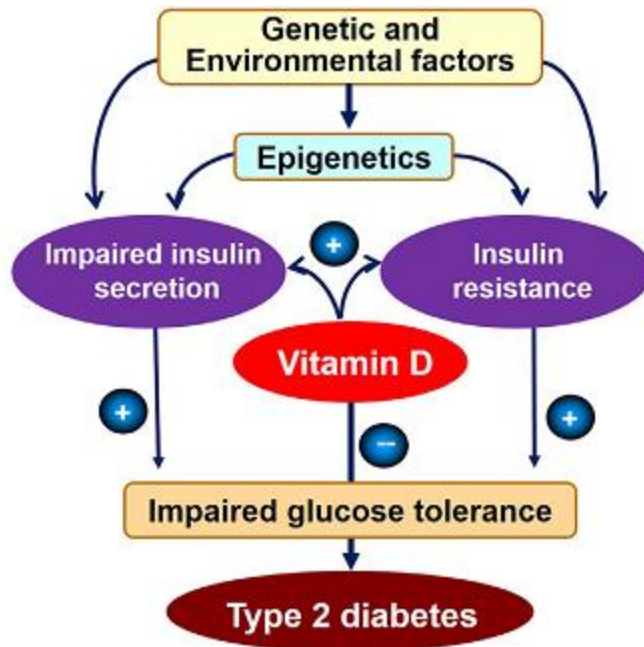 Genetic and
Environmental factors
Epigenetics
Impaired insulin
secretion
+
Insulin
resistance
Vitamin D
+
--
+
Impaired glucose tolerance
Type 2 diabetes